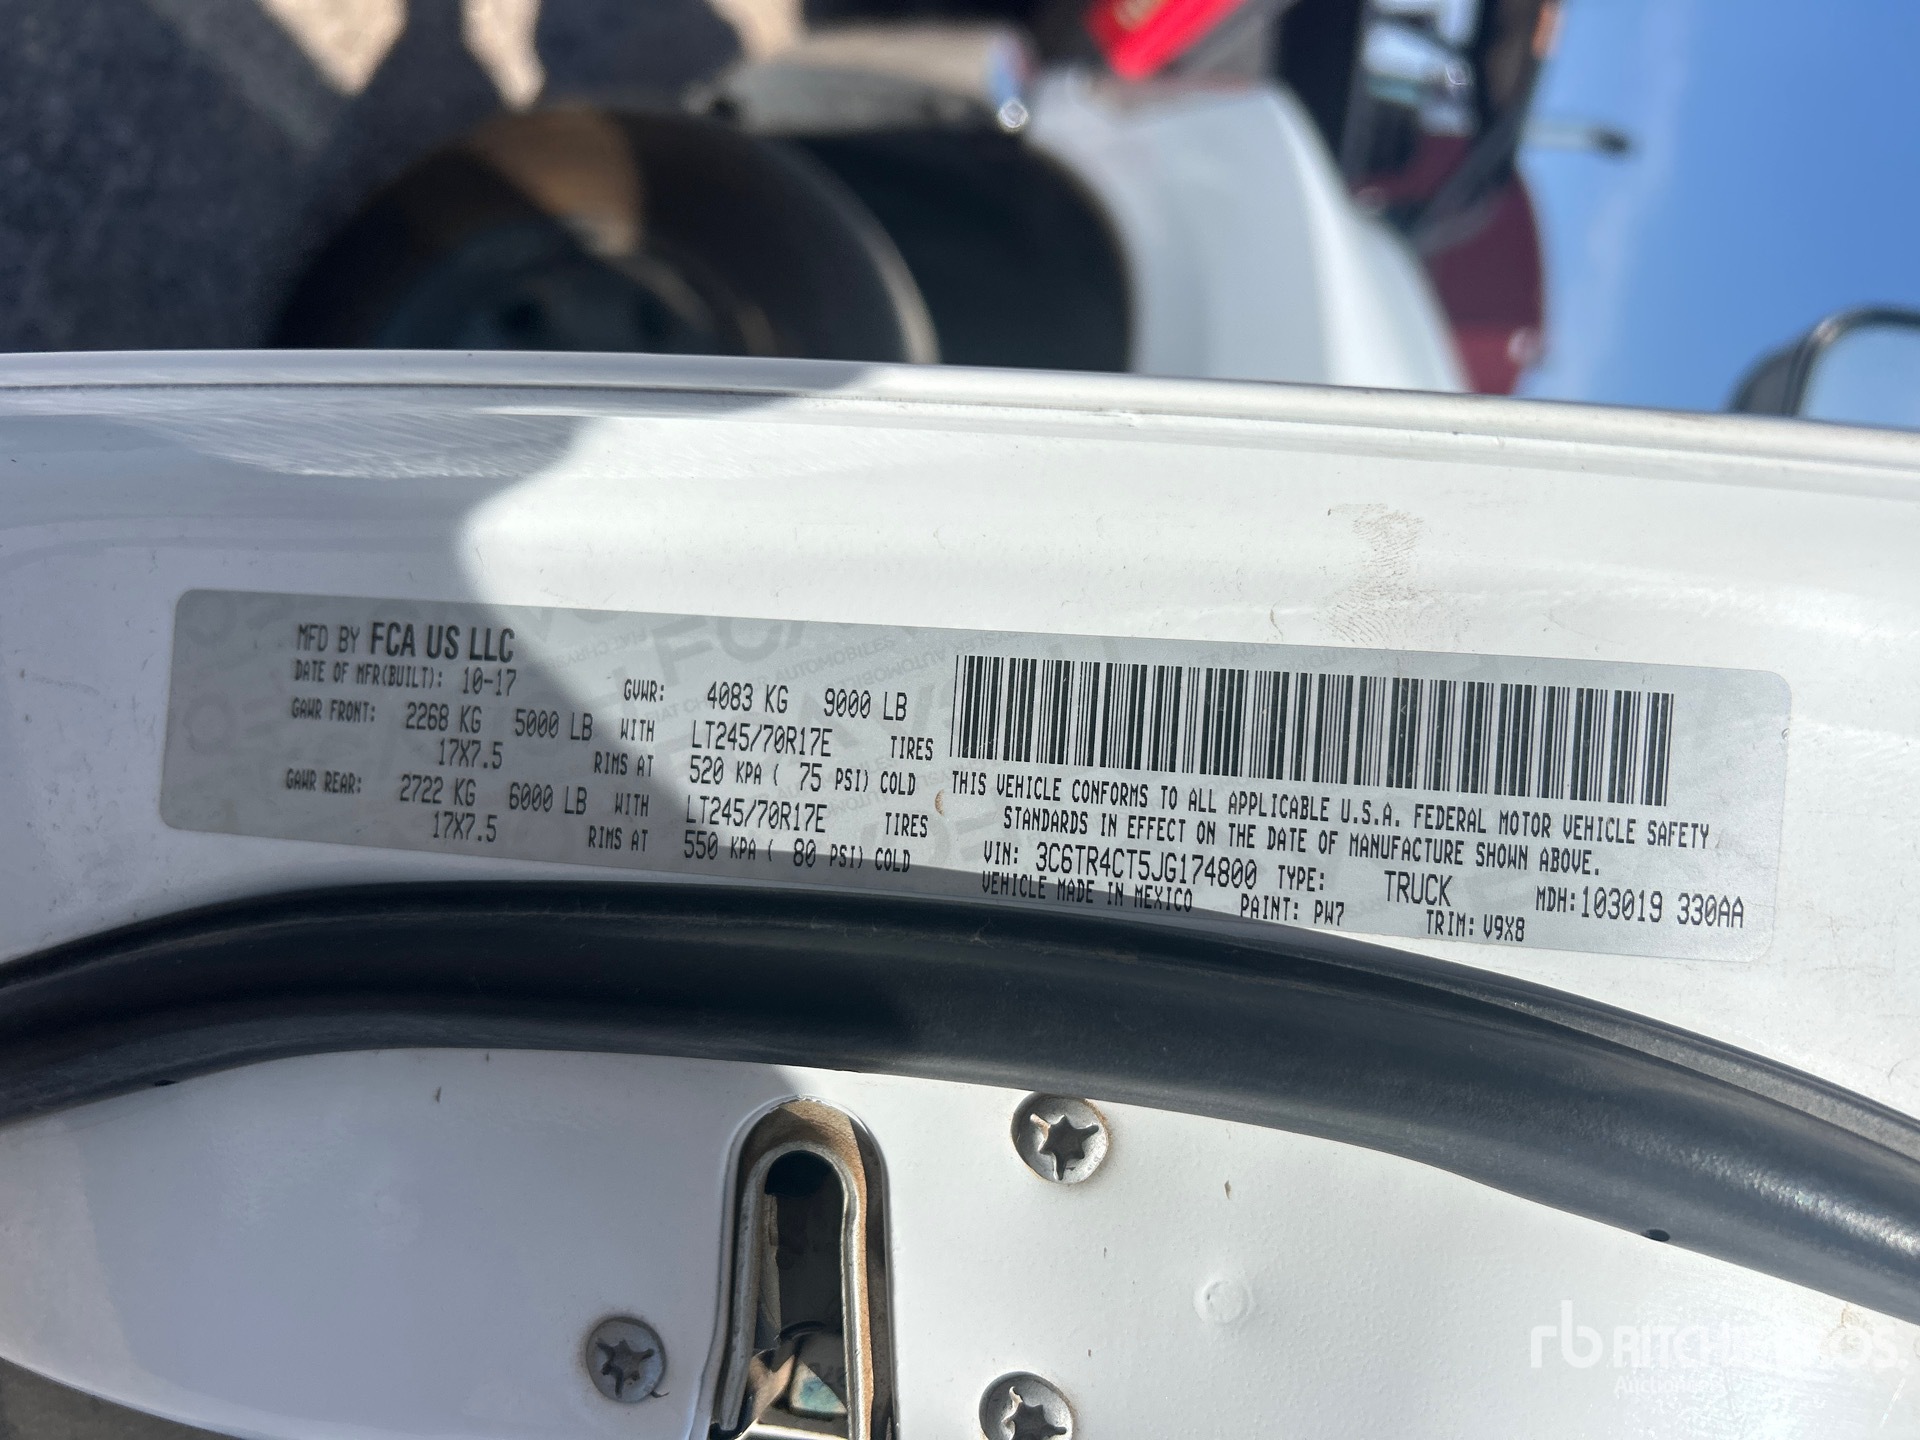 MFD BY FCA US LLC
DATE OF MFR(BUILT): 10-17 GVWR: 4083 KG 9000 LB
GAWR FRONT: 2268 KG 5000 LB WITH LT245/70R17E TIRES
17X7.5 RIMS AT 520 KPA ( 75 PSI) COLD
GAWR REAR: 2722 KG 6000 LB WITH LT245/70R17E TIRES
17X7.5 RIMS AT 550 KPA ( 80 PSI) COLD
THIS VEHICLE CONFORMS TO ALL APPLICABLE U.S.A. FEDERAL MOTOR VEHICLE SAFETY
STANDARDS IN EFFECT ON THE DATE OF MANUFACTURE SHOWN ABOVE.
VIN: 3C6TR4CT5JG174800 TYPE: TRUCK MDH:103019 330AA
VEHICLE MADE IN MEXICO PAINT: PW7 TRIM: V9X8
rb